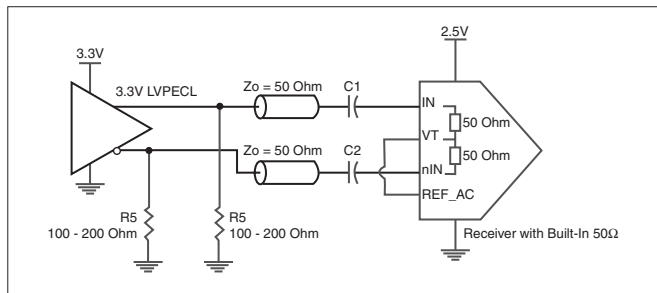 2.5V
3.3V
3.3V LVPECL
Zo = 50 Ohm
C1
IN
50 Ohm
VT
Zo = 50 Ohm
C2
50 Ohm
nIN
REF_AC
R5
100 - 200 Ohm
R5
100 - 200 Ohm
Receiver with Built-In 50Ω